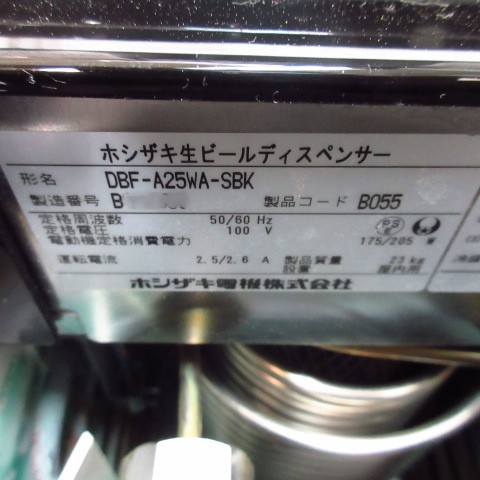 ホシザキ生ビールディスペンサー
形名 DBF-A25WA-SBK
製造番号 B 製品コード B055
定格周波数 50/60 Hz
定格電圧 100 V
電動機定格消費電力 175/205 W
運転電流 2.5/2.6 A 製品質量 23 kg
設置 屋内用
ホシザキ電機株式会社
PSE